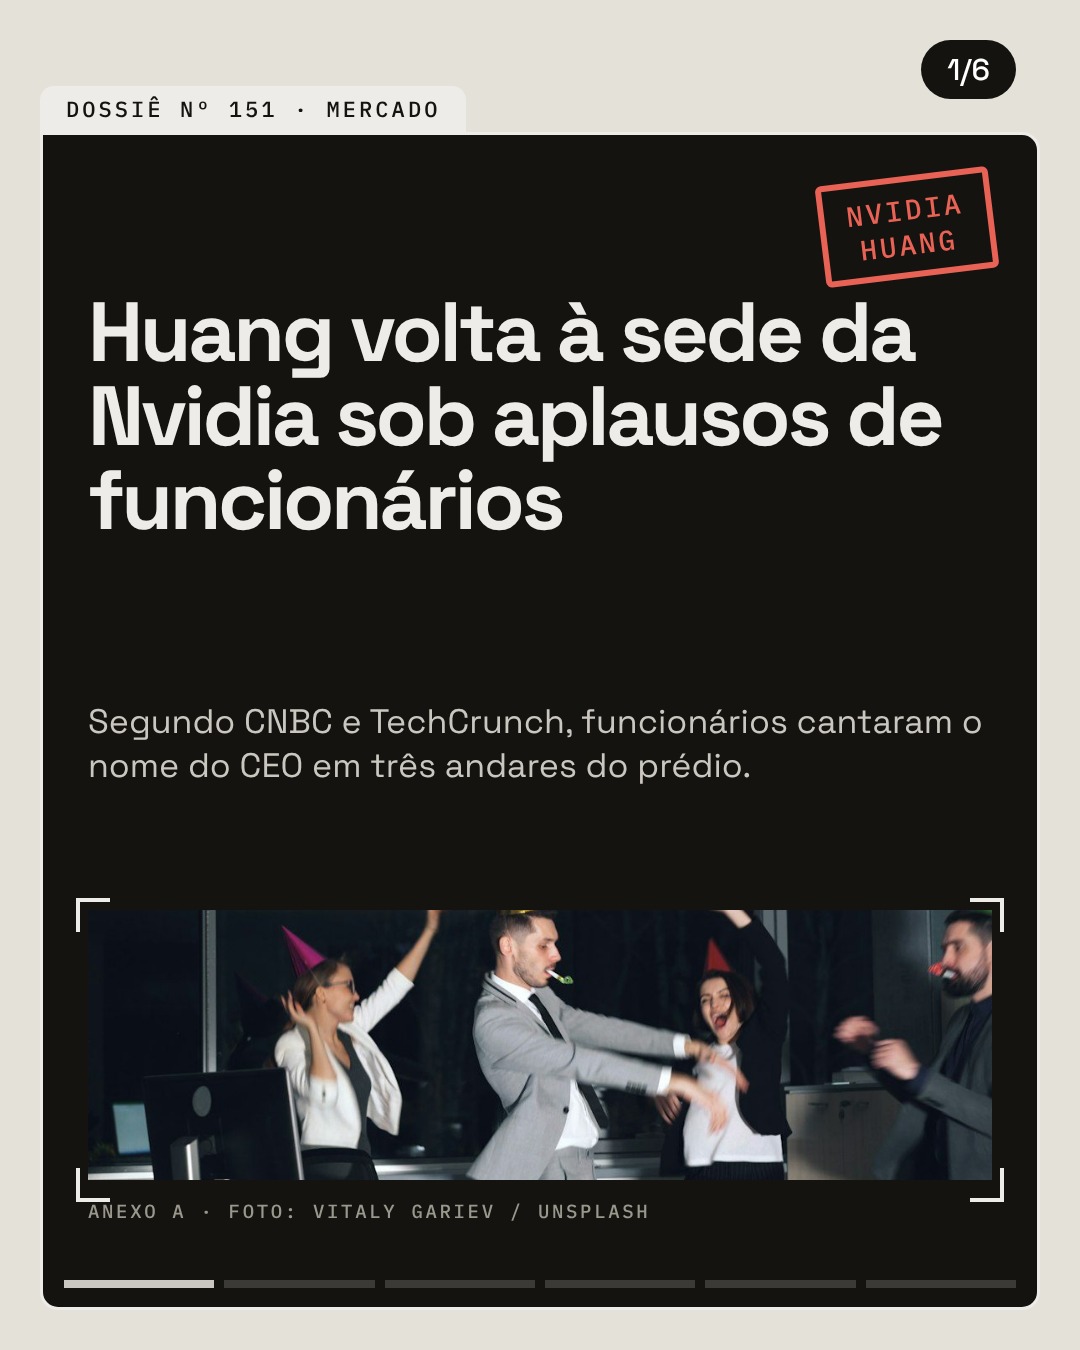 1/6
DOSSIÊ Nº 151 · MERCADO
NVIDIA
HUANG
Huang volta à sede da
Nvidia sob aplausos de
funcionários
Segundo CNBC e TechCrunch, funcionários cantaram o
nome do CEO em três andares do prédio.
ANEXO A · FOTO: VITALY GARIEV / UNSPLASH